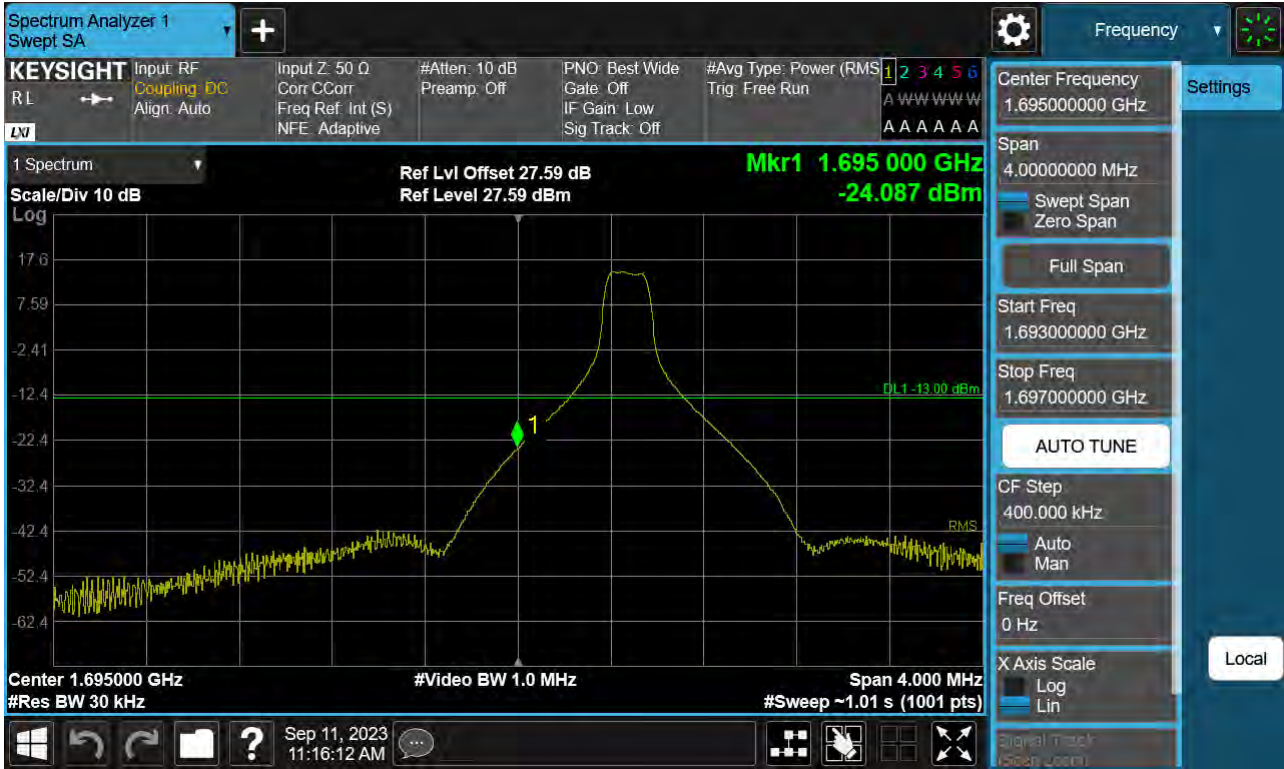 Spectrum Analyzer 1
Swept SA
+
Frequency
KEYSIGHT
RL
LXI
Input: RF
Coupling: DC
Align: Auto
Input Z: 50 Ω
Corr CCorr
Freq Ref: Int (S)
NFE: Adaptive
#Atten: 10 dB
Preamp: Off
PNO: Best Wide
Gate: Off
IF Gain: Low
Sig Track: Off
#Avg Type: Power (RMS
Trig: Free Run
1 2 3 4 5 6
A W W W W W
A A A A A A
1 Spectrum
Scale/Div 10 dB
Log
Ref Lvl Offset 27.59 dB
Ref Level 27.59 dBm
Mkr1 1.695 000 GHz
-24.087 dBm
17.6
7.59
-2.41
-12.4
-22.4
-32.4
-42.4
-52.4
-62.4
DL1 -13.00 dBm
1
RMS
Center 1.695000 GHz
#Res BW 30 kHz
#Video BW 1.0 MHz
Span 4.000 MHz
#Sweep ~1.01 s (1001 pts)
Center Frequency
1.695000000 GHz
Span
4.00000000 MHz
Swept Span
Zero Span
Full Span
Start Freq
1.693000000 GHz
Stop Freq
1.697000000 GHz
AUTO TUNE
CF Step
400.000 kHz
Auto
Man
Freq Offset
0 Hz
X Axis Scale
Log
Lin
Signal Track
(Span Zoom)
Settings
Local
?
Sep 11, 2023
11:16:12 AM